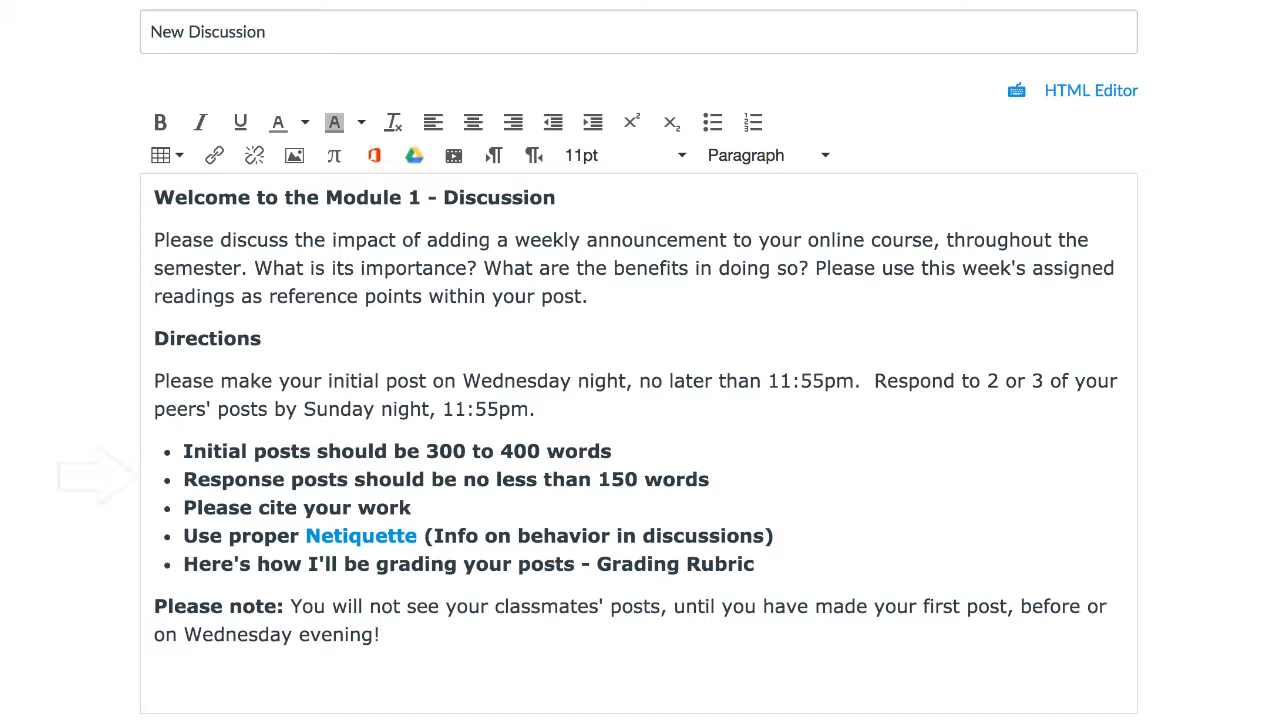 New Discussion
HTML Editor
11pt Paragraph
Welcome to the Module 1 - Discussion
Please discuss the impact of adding a weekly announcement to your online course, throughout the
semester. What is its importance? What are the benefits in doing so? Please use this week's assigned
readings as reference points within your post.
Directions
Please make your initial post on Wednesday night, no later than 11:55pm.  Respond to 2 or 3 of your
peers' posts by Sunday night, 11:55pm.
• Initial posts should be 300 to 400 words
• Response posts should be no less than 150 words
• Please cite your work
• Use proper Netiquette (Info on behavior in discussions)
• Here's how I'll be grading your posts - Grading Rubric
Please note: You will not see your classmates' posts, until you have made your first post, before or
on Wednesday evening!